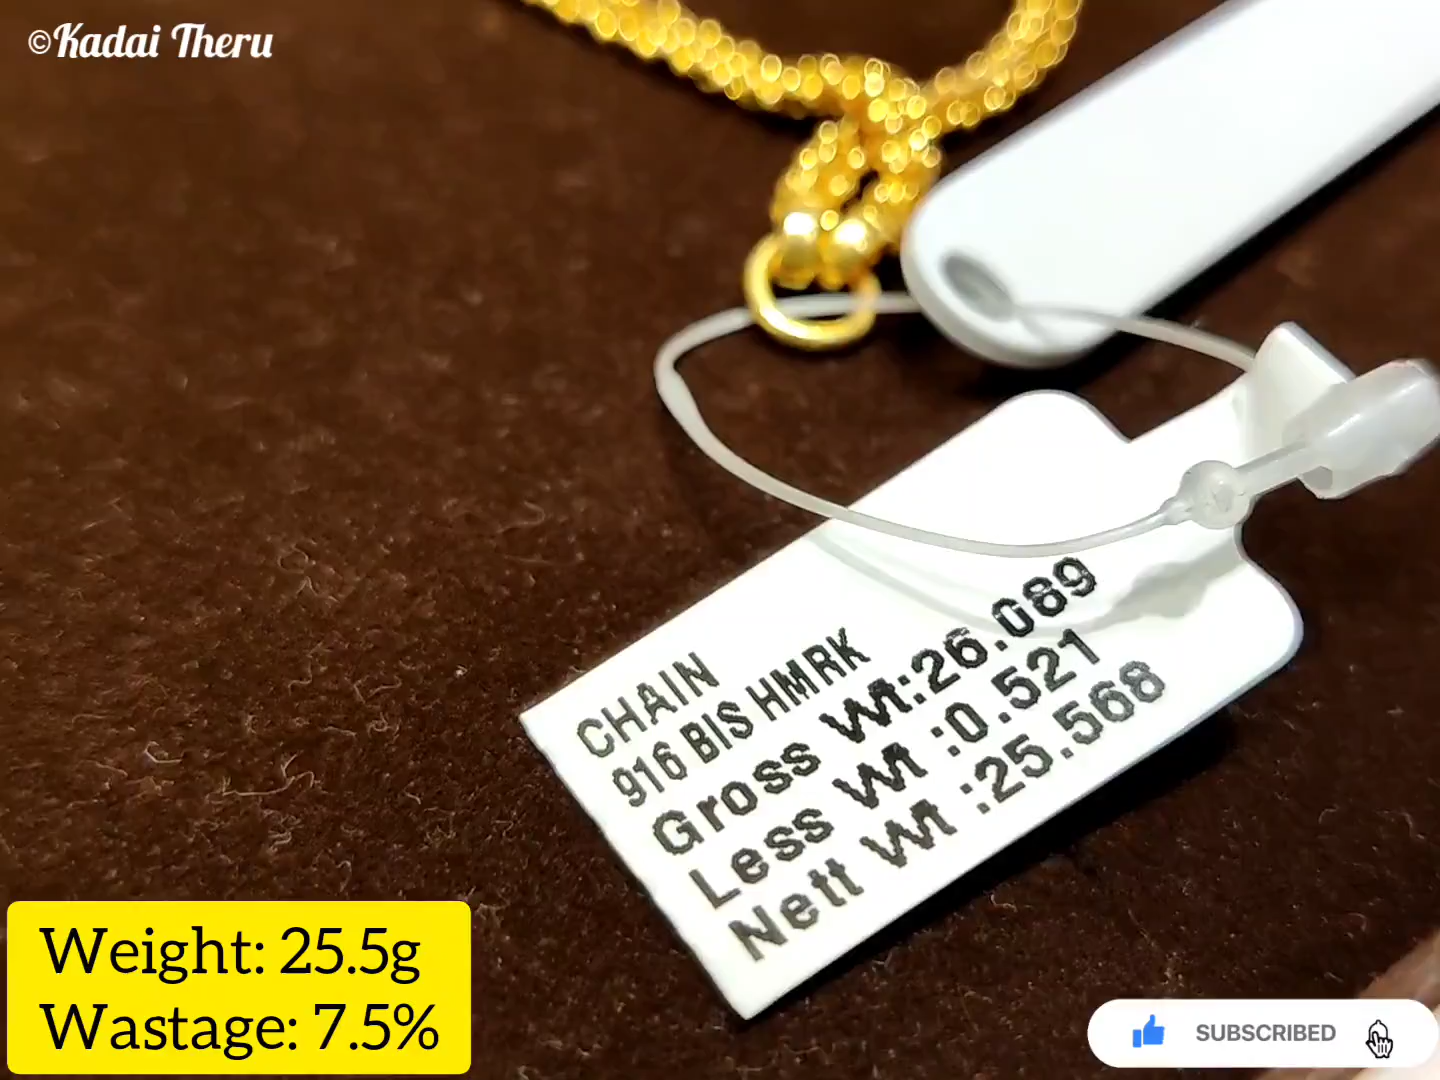 ©Kadai Theru
CHAIN
916 BIS HMRK
Gross Wt:26.089
Less Wt :0.521
Nett Wt :25.568
Weight: 25.5g
Wastage: 7.5%
SUBSCRIBED